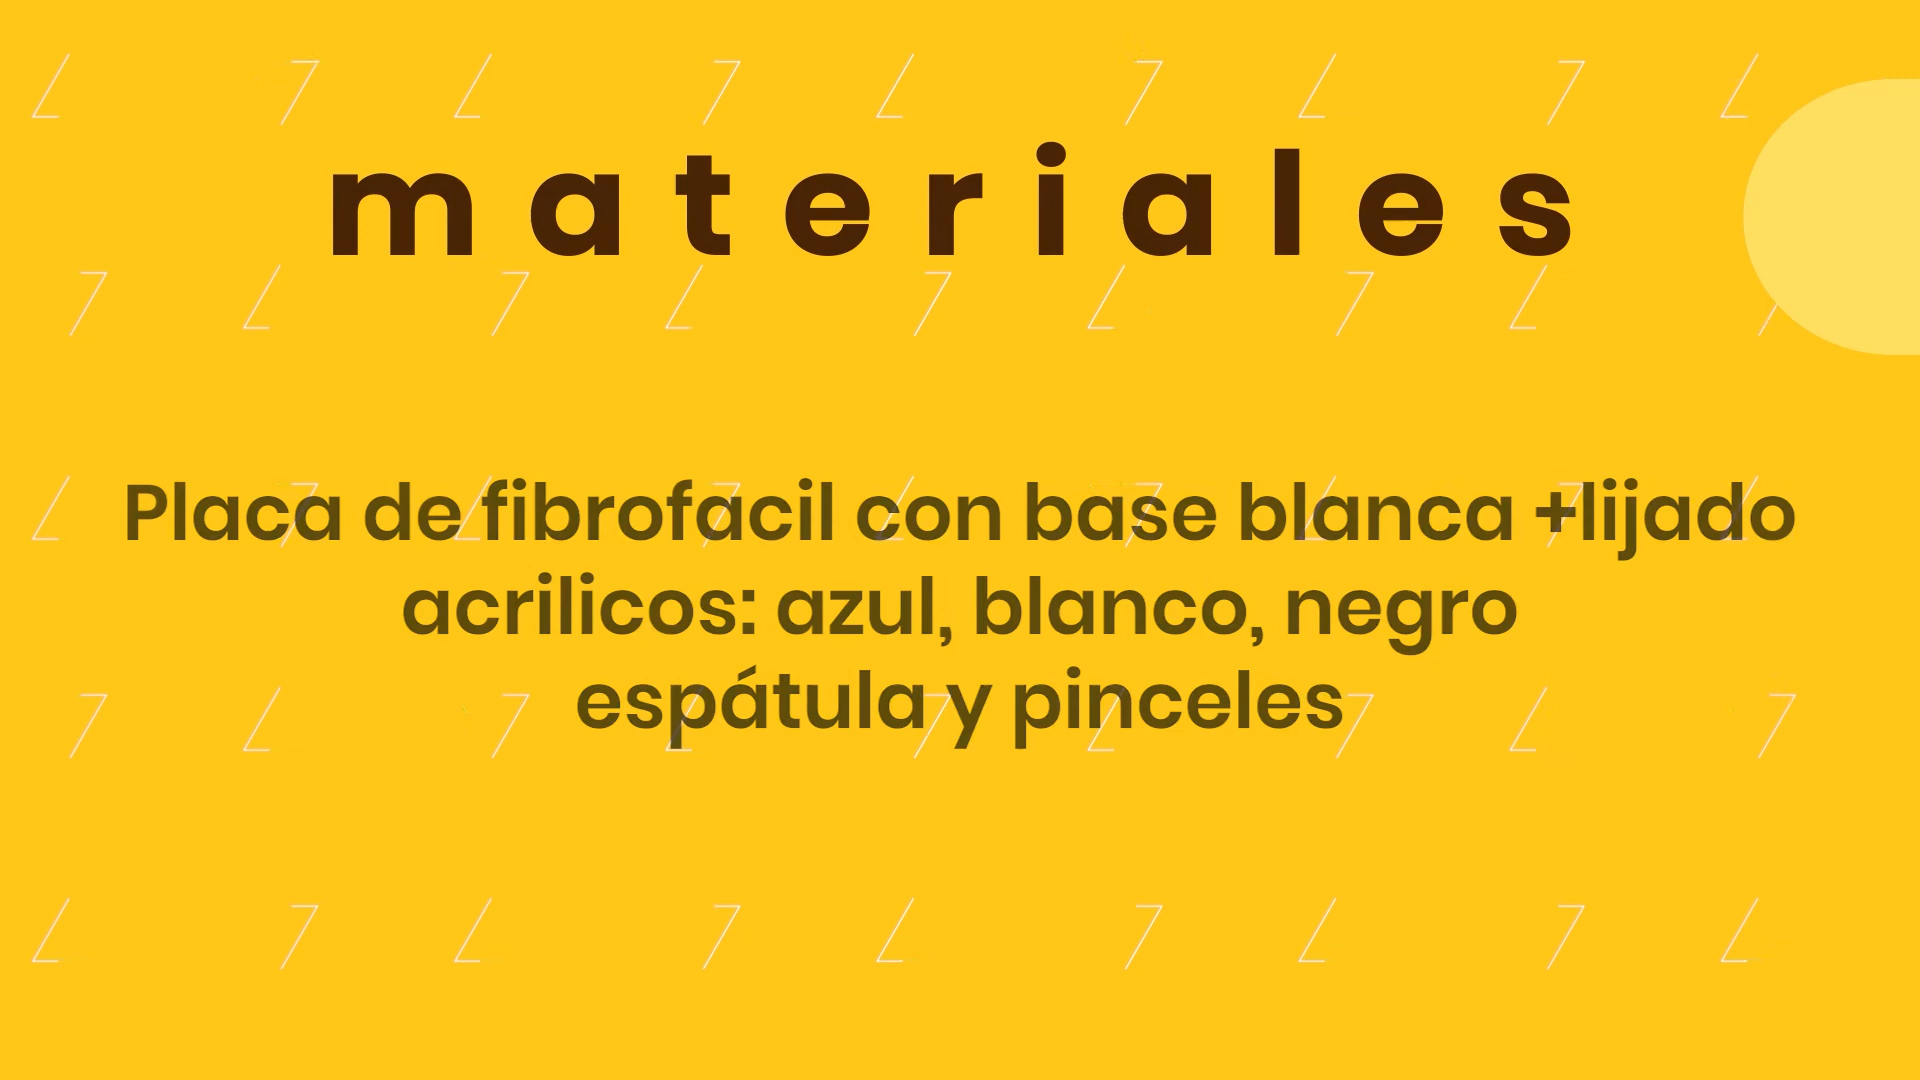 materiales
Placa de fibrofacil con base blanca +lijado
acrilicos: azul, blanco, negro
espátula y pinceles